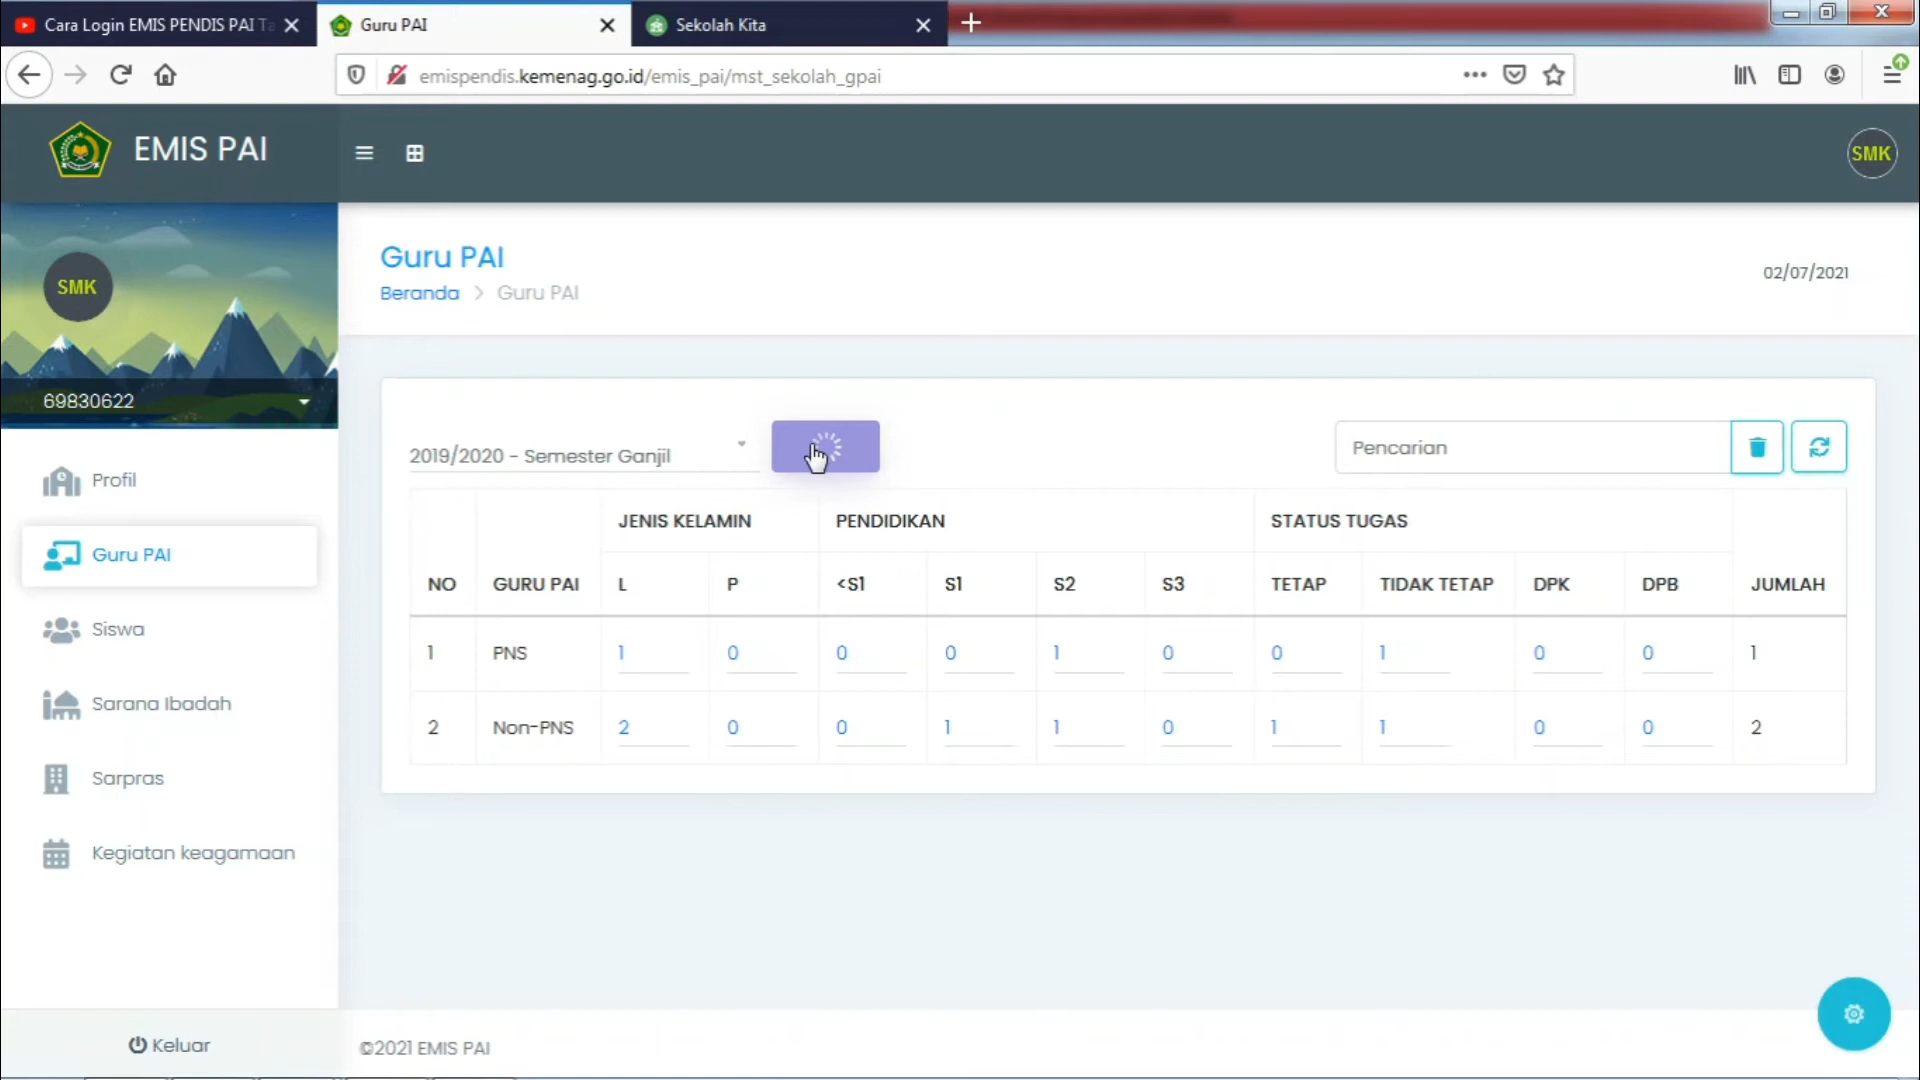 Cara Login EMIS PENDIS PAI Ta
Guru PAI
Sekolah Kita
emispendis.kemenag.go.id/emis_pai/mst_sekolah_gpai
EMIS PAI
SMK
SMK
69830622
Profil
Guru PAI
Siswa
Sarana Ibadah
Sarpras
Kegiatan keagamaan
Keluar
Guru PAI
Beranda > Guru PAI
02/07/2021
2019/2020 - Semester Ganjil
Pencarian
JENIS KELAMIN PENDIDIKAN STATUS TUGAS
NO GURU PAI L P <S1 S1 S2 S3 TETAP TIDAK TETAP DPK DPB JUMLAH
1 PNS 1 0 0 0 1 0 0 1 0 0 1
2 Non-PNS 2 0 0 1 1 0 1 1 0 0 2
©2021 EMIS PAI